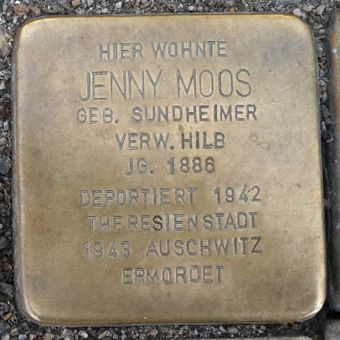 HIER WOHNTE
JENNY MOOS
GEB. SUNDHEIMER
VERW. HILB
JG. 1886
DEPORTIERT 1942
THERESIENSTADT
1943 AUSCHWITZ
ERMORDET